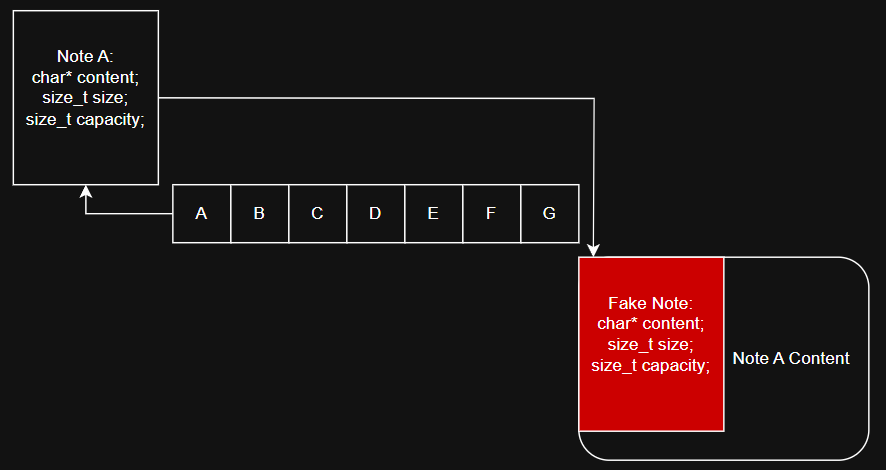 Note A:
char* content;
size_t size;
size_t capacity;
A B C D E F G
Fake Note:
char* content;
size_t size;
size_t capacity;
Note A Content